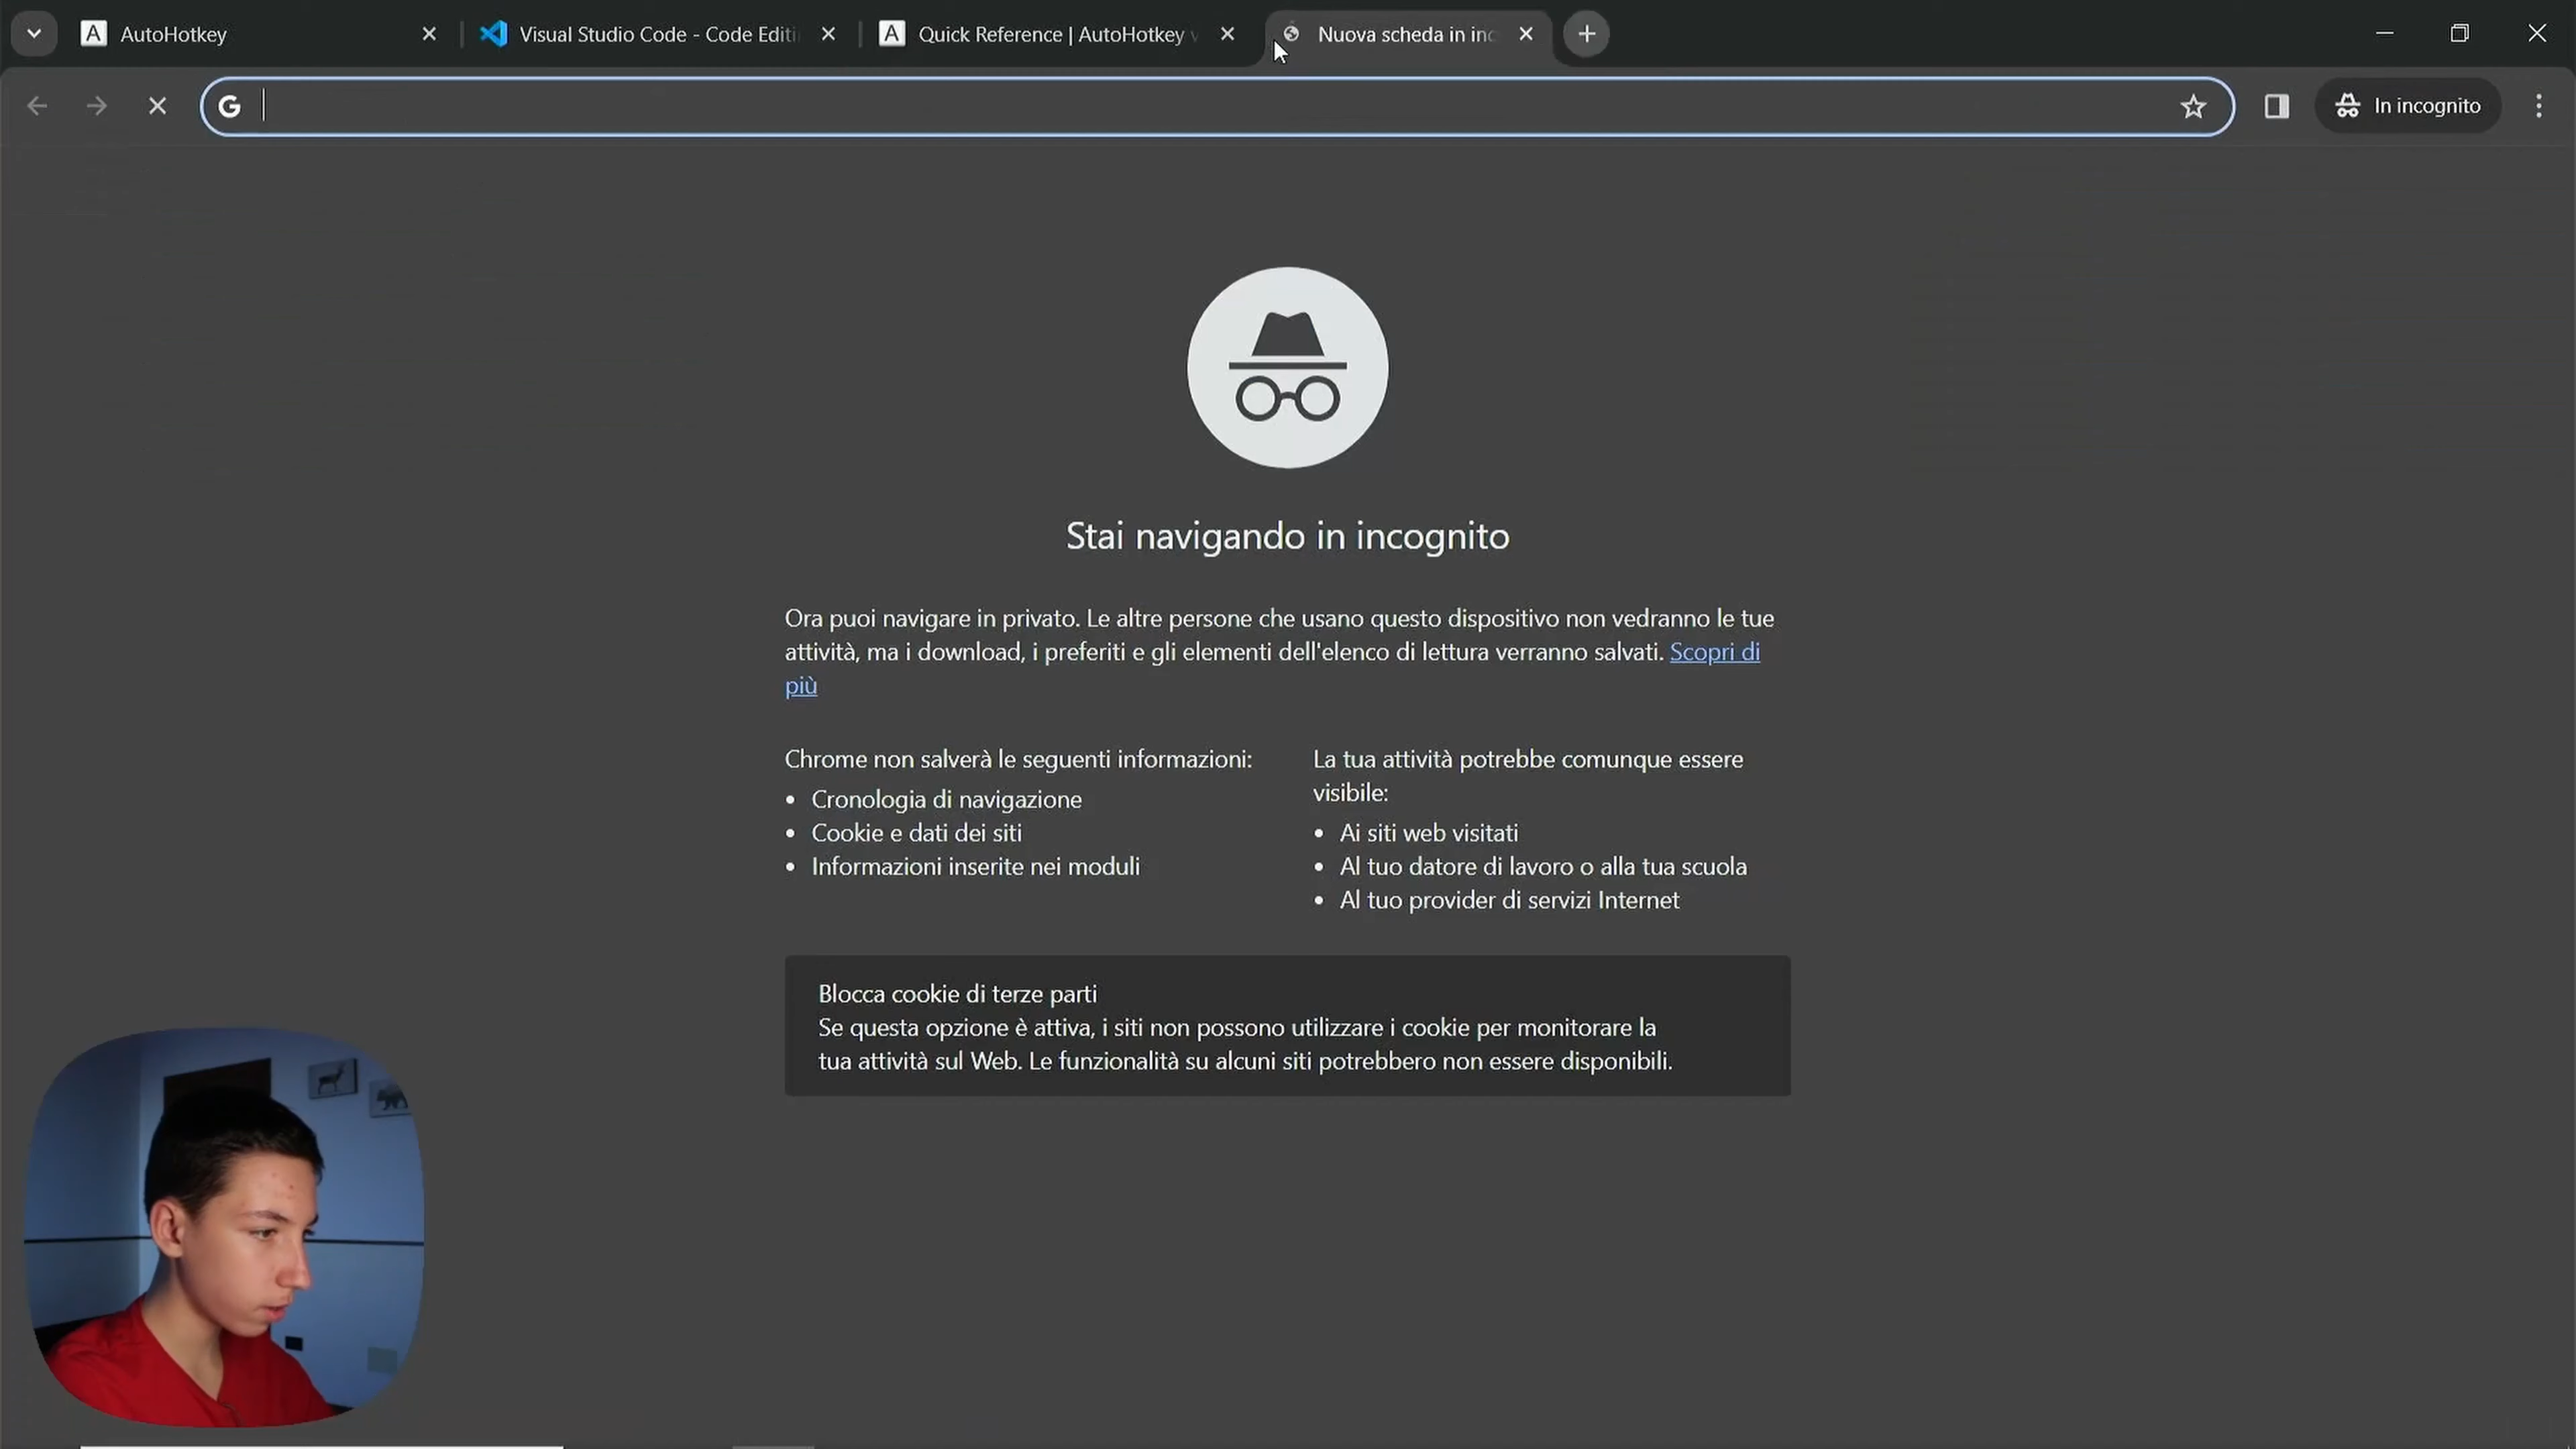 AutoHotkey
Visual Studio Code - Code Editi
Quick Reference | AutoHotkey v
Nuova scheda in inc
In incognito
Stai navigando in incognito
Ora puoi navigare in privato. Le altre persone che usano questo dispositivo non vedranno le tue
attività, ma i download, i preferiti e gli elementi dell'elenco di lettura verranno salvati. Scopri di
più
Chrome non salverà le seguenti informazioni:
• Cronologia di navigazione
• Cookie e dati dei siti
• Informazioni inserite nei moduli
La tua attività potrebbe comunque essere
visibile:
• Ai siti web visitati
• Al tuo datore di lavoro o alla tua scuola
• Al tuo provider di servizi Internet
Blocca cookie di terze parti
Se questa opzione è attiva, i siti non possono utilizzare i cookie per monitorare la
tua attività sul Web. Le funzionalità su alcuni siti potrebbero non essere disponibili.